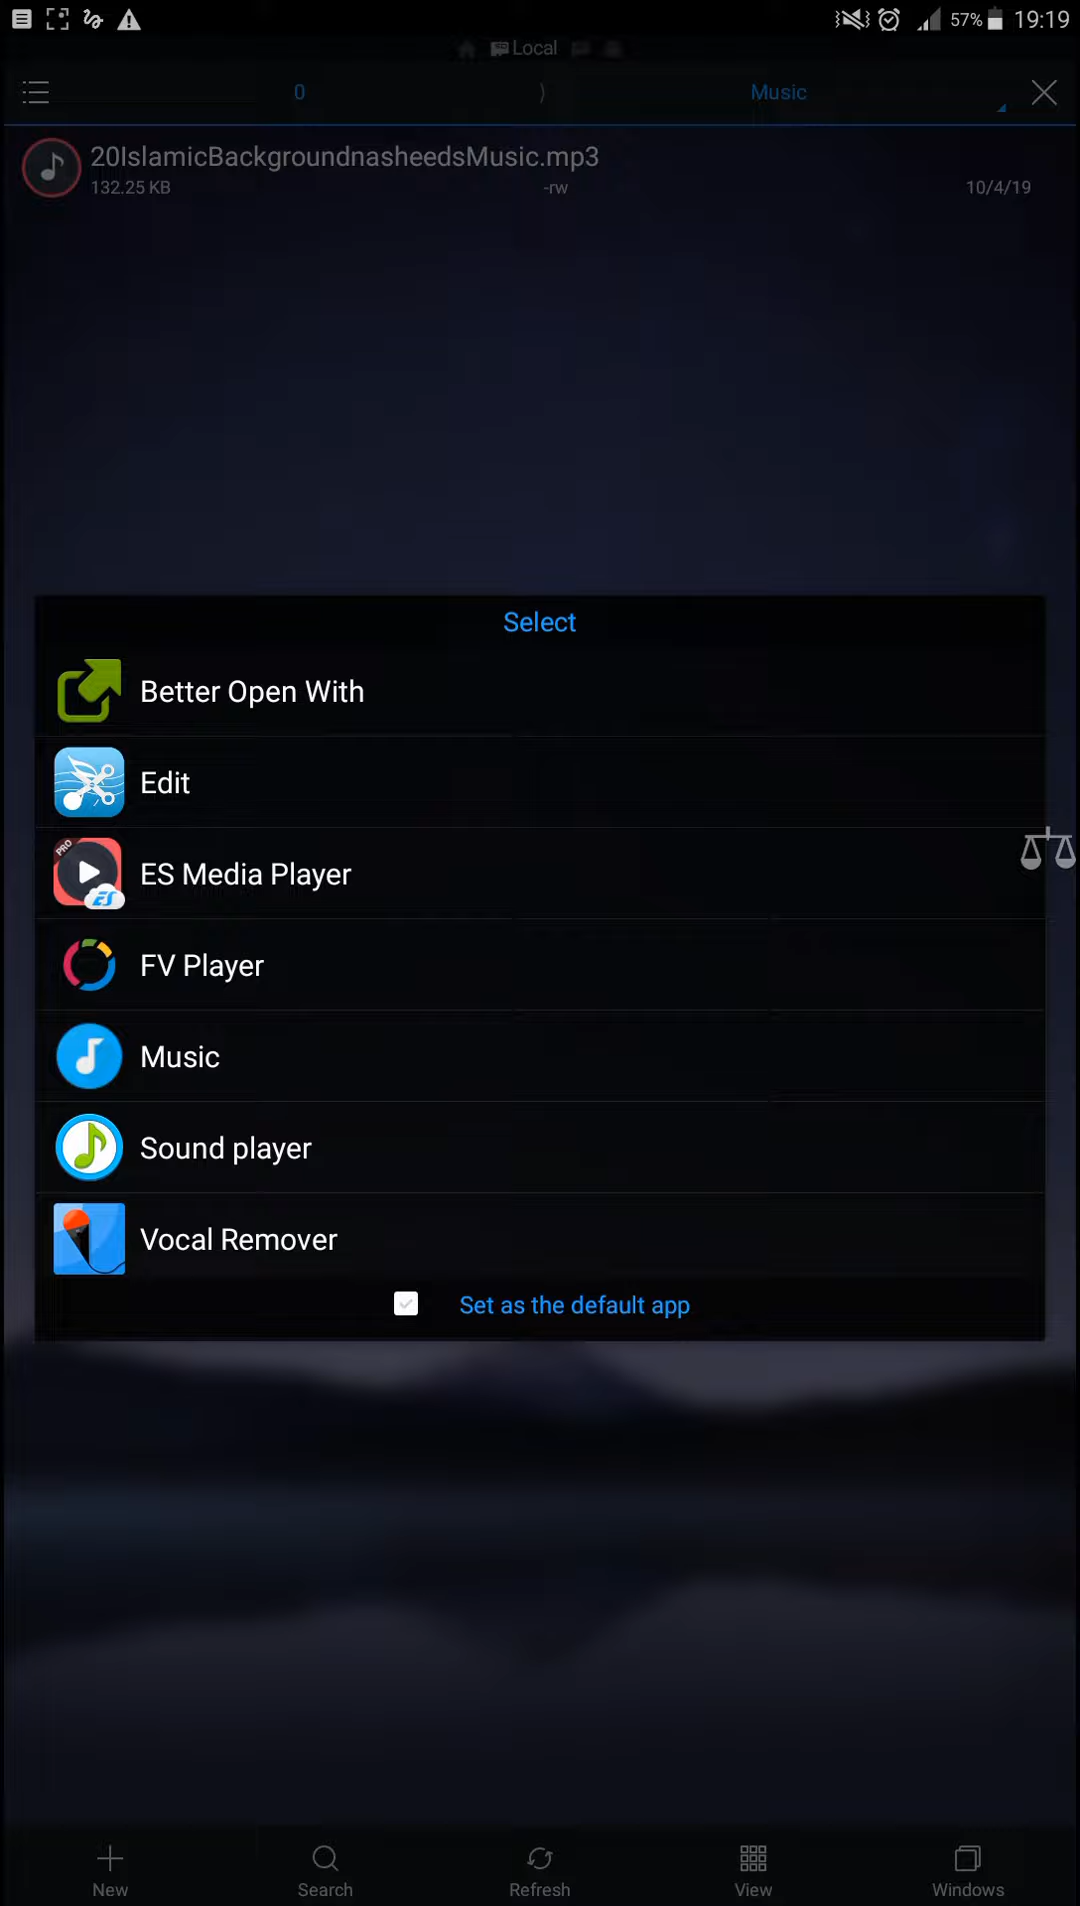 57% 19:19
Local
0 Music
20IslamicBackgroundnasheedsMusic.mp3
132.25 KB -rw 10/4/19
Select
Better Open With
Edit
PRO
ES
ES Media Player
FV Player
Music
Sound player
Vocal Remover
Set as the default app
New Search Refresh View Windows